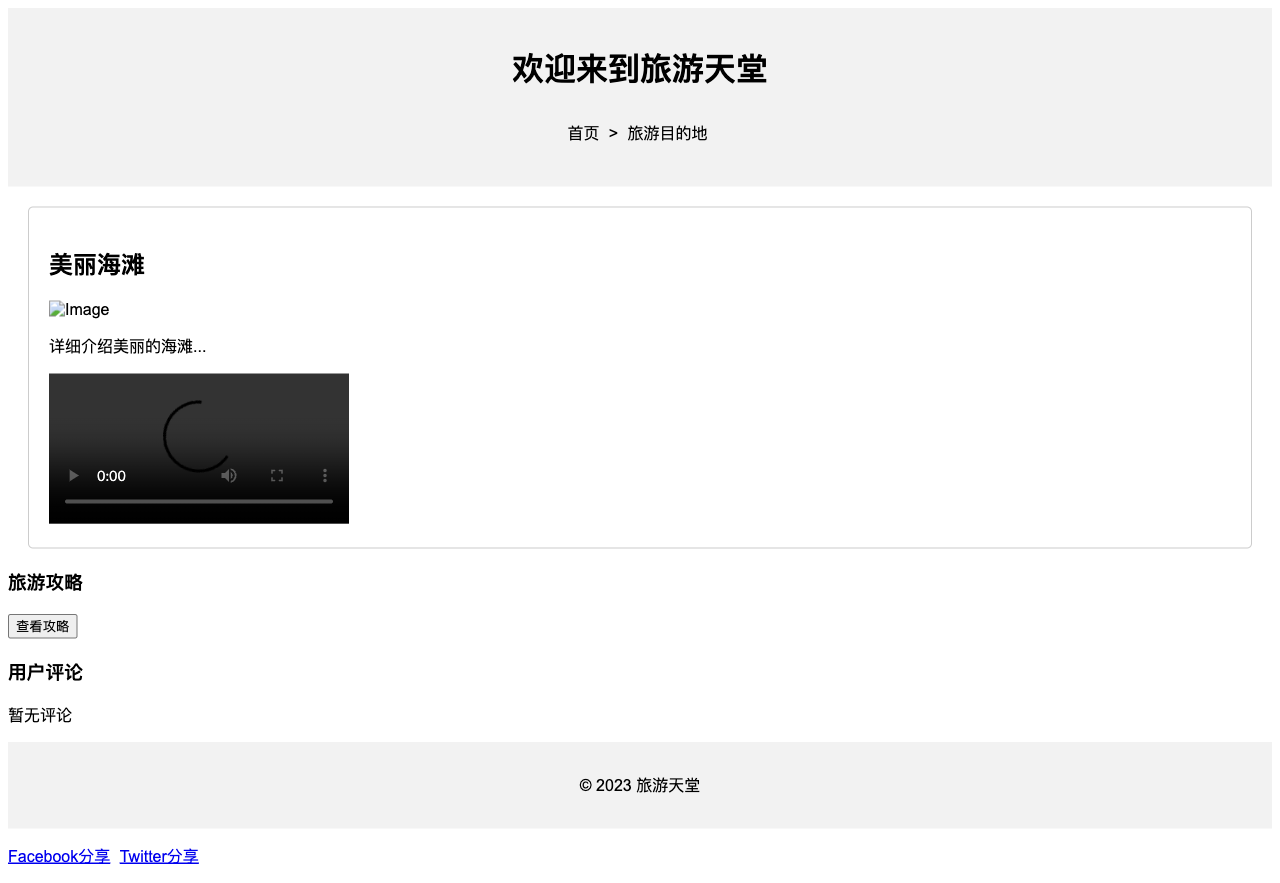 欢迎来到旅游天堂
首页 > 旅游目的地
美丽海滩
Image
详细介绍美丽的海滩...
0:00
旅游攻略
查看攻略
用户评论
暂无评论
© 2023 旅游天堂
Facebook分享 Twitter分享